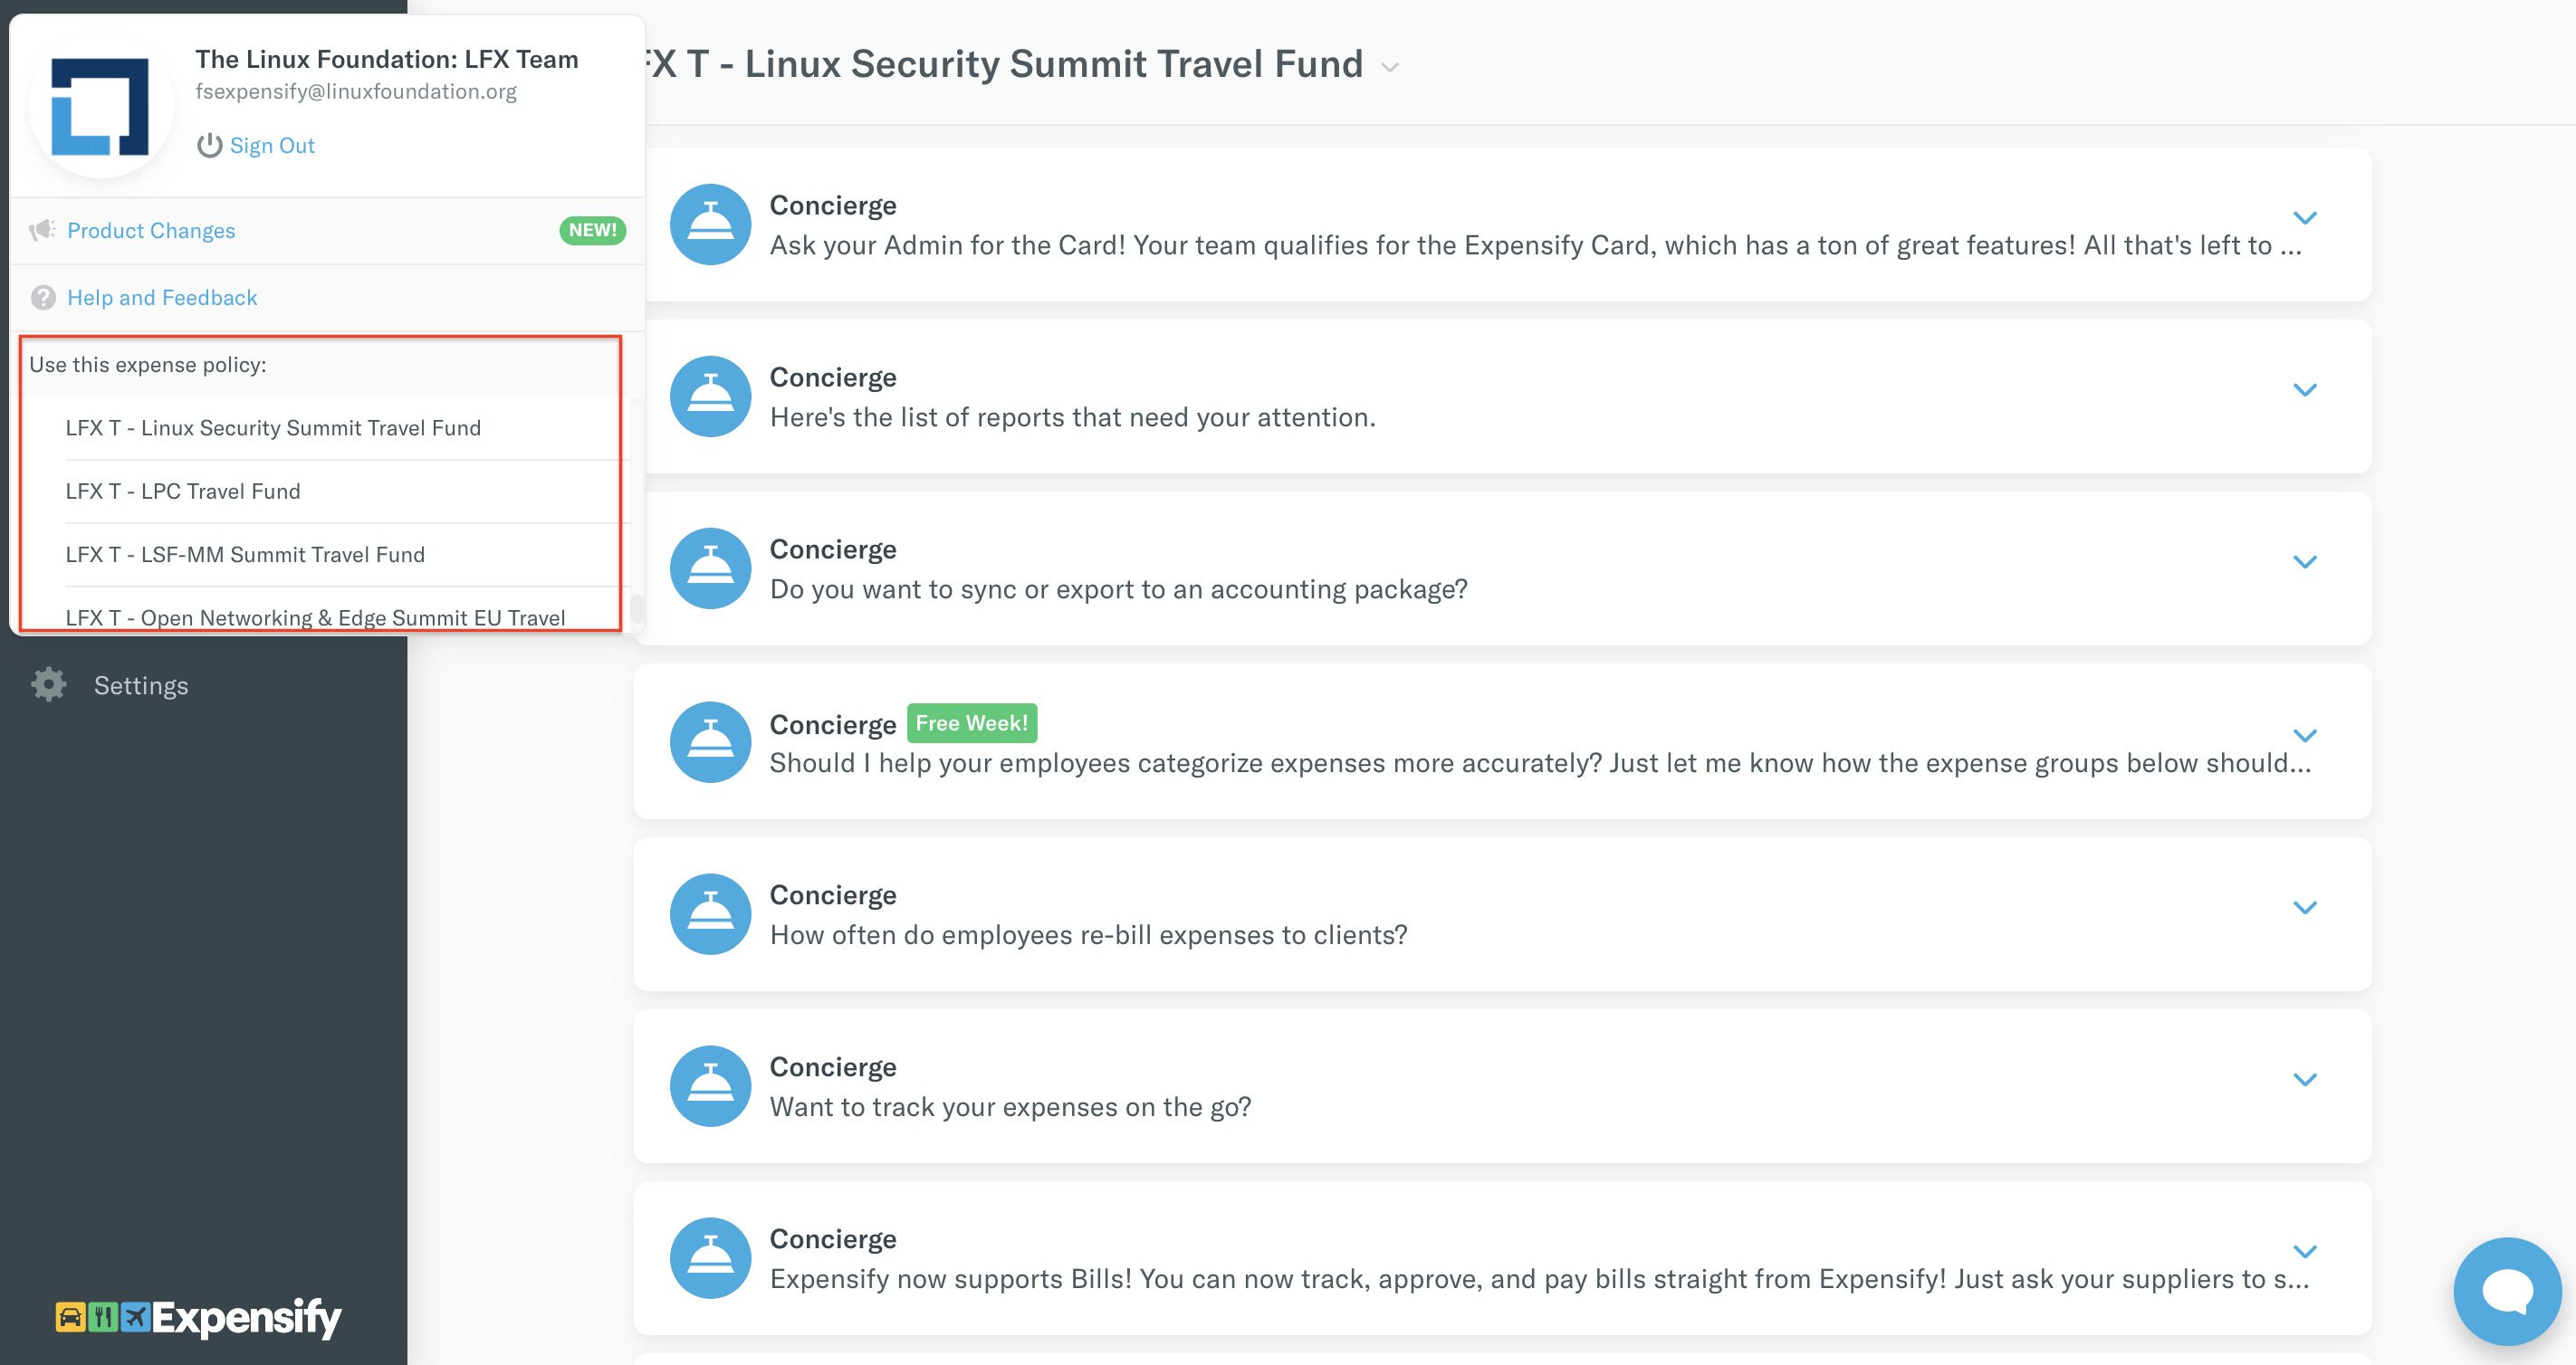 The Linux Foundation: LFX Team
fsexpensify@linuxfoundation.org
Sign Out
Product Changes
NEW!
Help and Feedback
Use this expense policy:
LFX T - Linux Security Summit Travel Fund
LFX T - LPC Travel Fund
LFX T - LSF-MM Summit Travel Fund
LFX T - Open Networking & Edge Summit EU Travel
Settings
Expensify
FX T - Linux Security Summit Travel Fund
Concierge
Ask your Admin for the Card! Your team qualifies for the Expensify Card, which has a ton of great features! All that's left to ...
Concierge
Here's the list of reports that need your attention.
Concierge
Do you want to sync or export to an accounting package?
Concierge Free Week!
Should I help your employees categorize expenses more accurately? Just let me know how the expense groups below should...
Concierge
How often do employees re-bill expenses to clients?
Concierge
Want to track your expenses on the go?
Concierge
Expensify now supports Bills! You can now track, approve, and pay bills straight from Expensify! Just ask your suppliers to s...